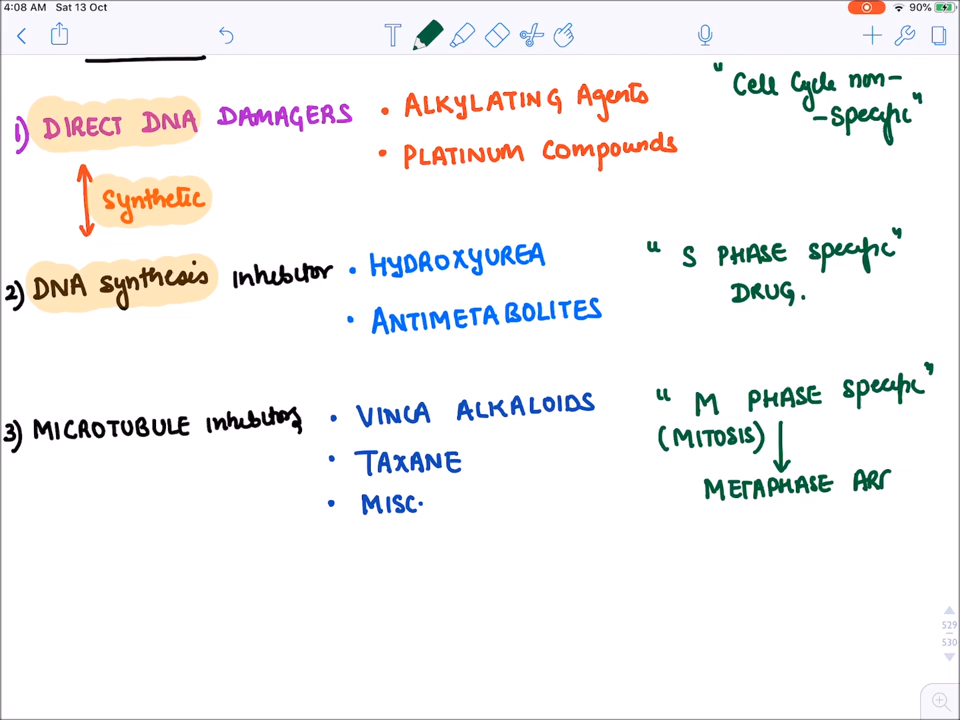 4:08 AM Sat 13 Oct 90%
T
1) DIRECT DNA DAMAGERS • ALKYLATING Agents "Cell Cycle non-
-specific"
• PLATINUM Compounds
Synthetic
2) DNA synthesis inhibitor • HYDROXYUREA "S PHASE specific"
DRUG.
• ANTIMETABOLITES
3) MICROTUBULE inhibitors • VINCA ALKALOIDS "M PHASE specific"
(MITOSIS)
• TAXANE
METAPHASE ARR
• MISC.
529
530